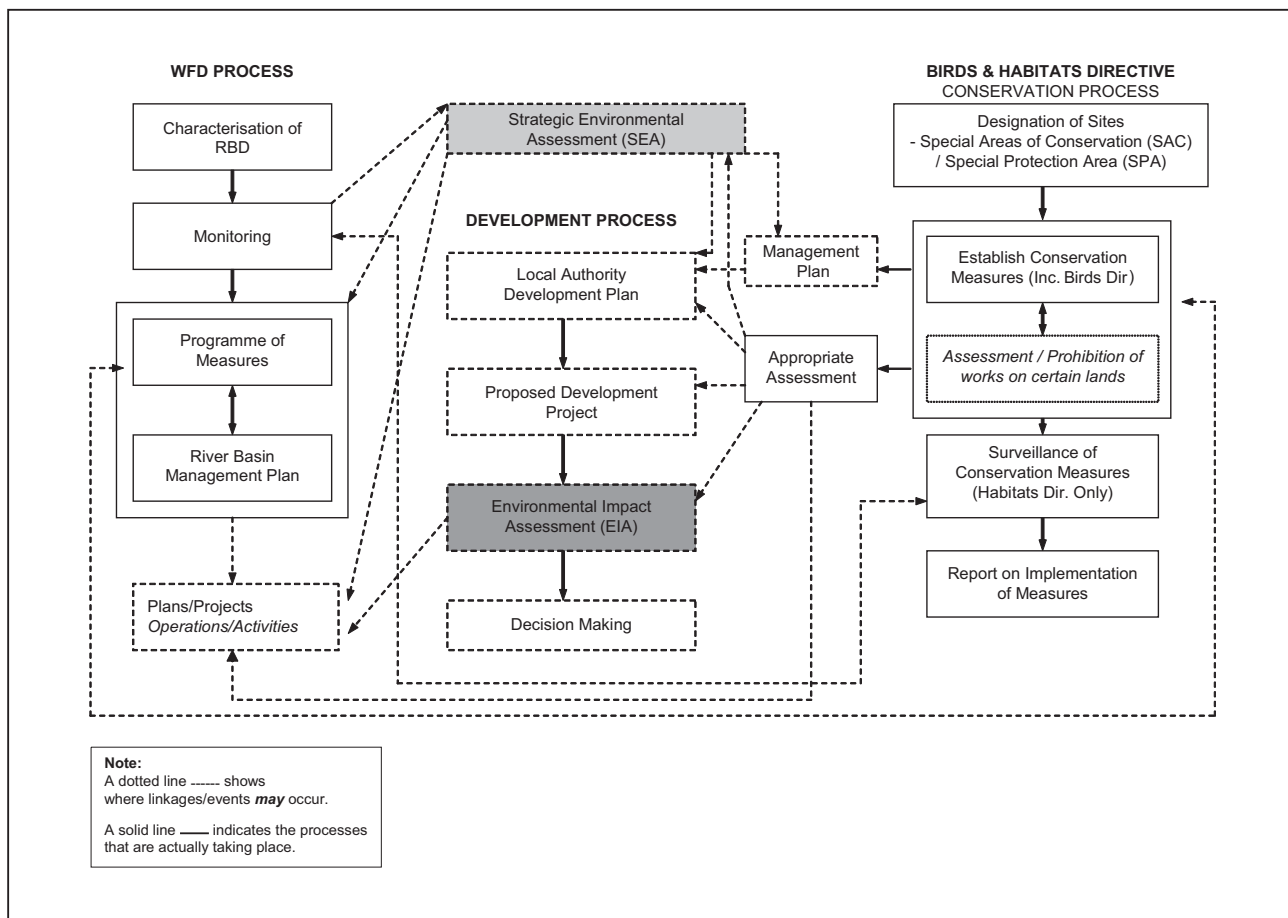 WFD PROCESS
Characterisation of
RBD
Monitoring
Programme of
Measures
River Basin
Management Plan
Plans/Projects
Operations/Activities
Strategic Environmental
Assessment (SEA)
DEVELOPMENT PROCESS
Local Authority
Development Plan
Proposed Development
Project
Environmental Impact
Assessment (EIA)
Decision Making
Management
Plan
Appropriate
Assessment
BIRDS & HABITATS DIRECTIVE
CONSERVATION PROCESS
Designation of Sites
- Special Areas of Conservation (SAC)
/ Special Protection Area (SPA)
Establish Conservation
Measures (Inc. Birds Dir)
Assessment / Prohibition of
works on certain lands
Surveillance of
Conservation Measures
(Habitats Dir. Only)
Report on Implementation
of Measures
Note:
A dotted line ------ shows
where linkages/events may occur.
A solid line ___ indicates the processes
that are actually taking place.